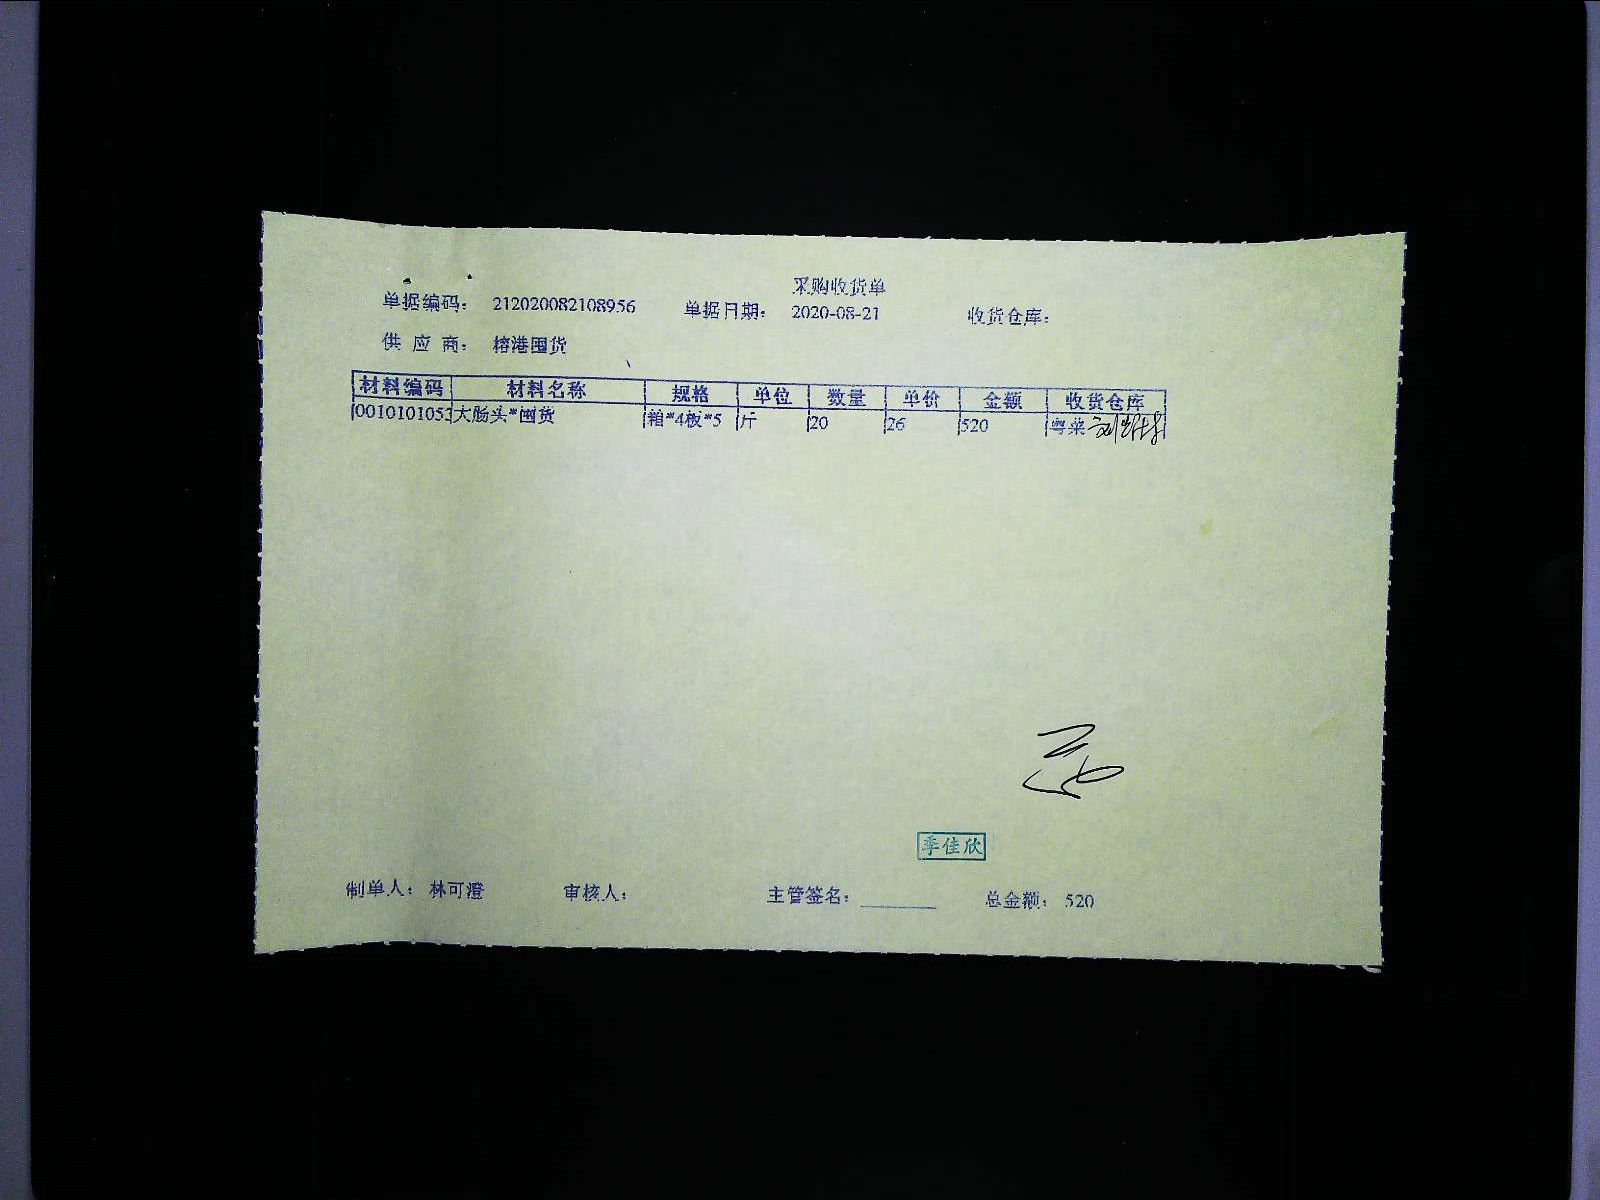 采购收货单
单据编码： 212020082108956 单据日期： 2020-08-21 收货仓库：
供 应 商： 榕港囤货
材料编码 材料名称 规格 单位 数量 单价 金额 收货仓库
0010101053 大肠头*囤货 箱*4板*5 斤 20 26 520 粤菜
季佳欣
制单人： 林可澄 审核人： 主管签名： 总金额： 520